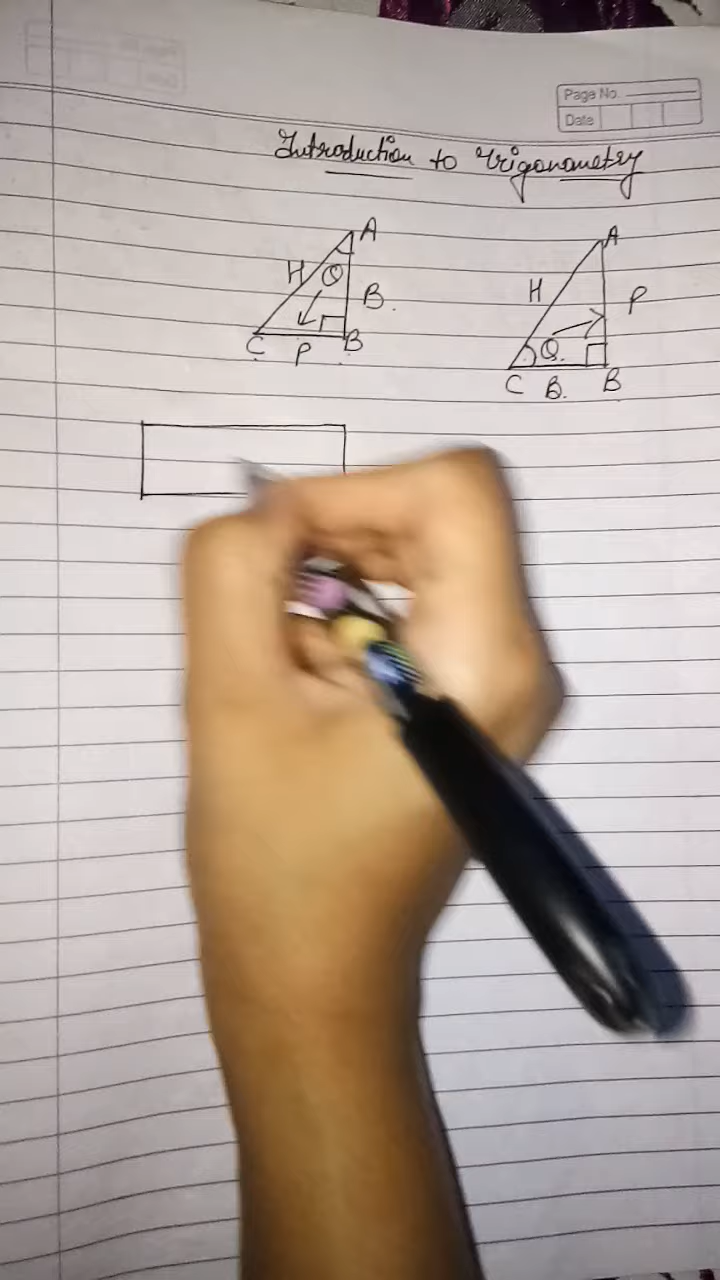 Page No.
Date
Introduction to Trigonometry
A
H
Q
B.
C
P
B
A
H
P
Q.
C
B.
B